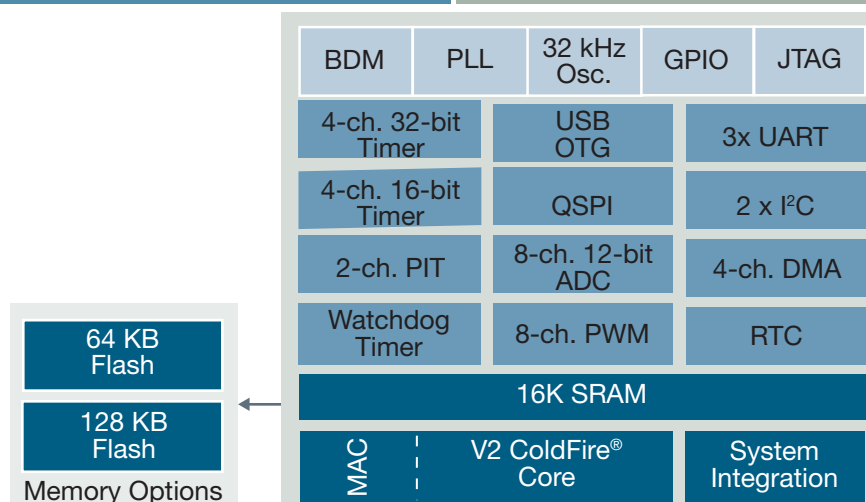 BDM
PLL
32 kHz
Osc.
GPIO
JTAG
4-ch. 32-bit
Timer
USB
OTG
3x UART
4-ch. 16-bit
Timer
QSPI
2 x I²C
2-ch. PIT
8-ch. 12-bit
ADC
4-ch. DMA
Watchdog
Timer
8-ch. PWM
RTC
16K SRAM
MAC
V2 ColdFire®
Core
System
Integration
64 KB
Flash
128 KB
Flash
Memory Options